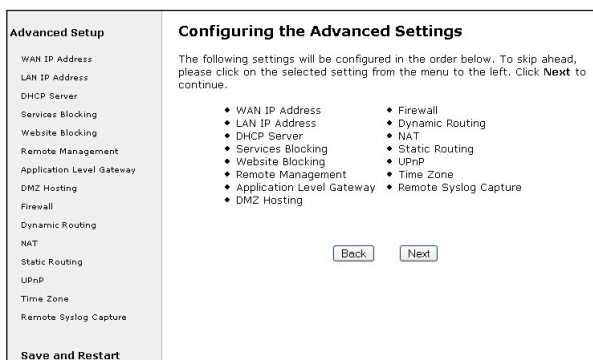 Advanced Setup
WAN IP Address
LAN IP Address
DHCP Server
Services Blocking
Website Blocking
Remote Management
Application Level Gateway
DMZ Hosting
Firewall
Dynamic Routing
NAT
Static Routing
UPnP
Time Zone
Remote Syslog Capture
Save and Restart
Configuring the Advanced Settings
The following settings will be configured in the order below. To skip ahead,
please click on the selected setting from the menu to the left. Click Next to
continue.
WAN IP Address
LAN IP Address
DHCP Server
Services Blocking
Website Blocking
Remote Management
Application Level Gateway
DMZ Hosting
Firewall
Dynamic Routing
NAT
Static Routing
UPnP
Time Zone
Remote Syslog Capture
Back
Next